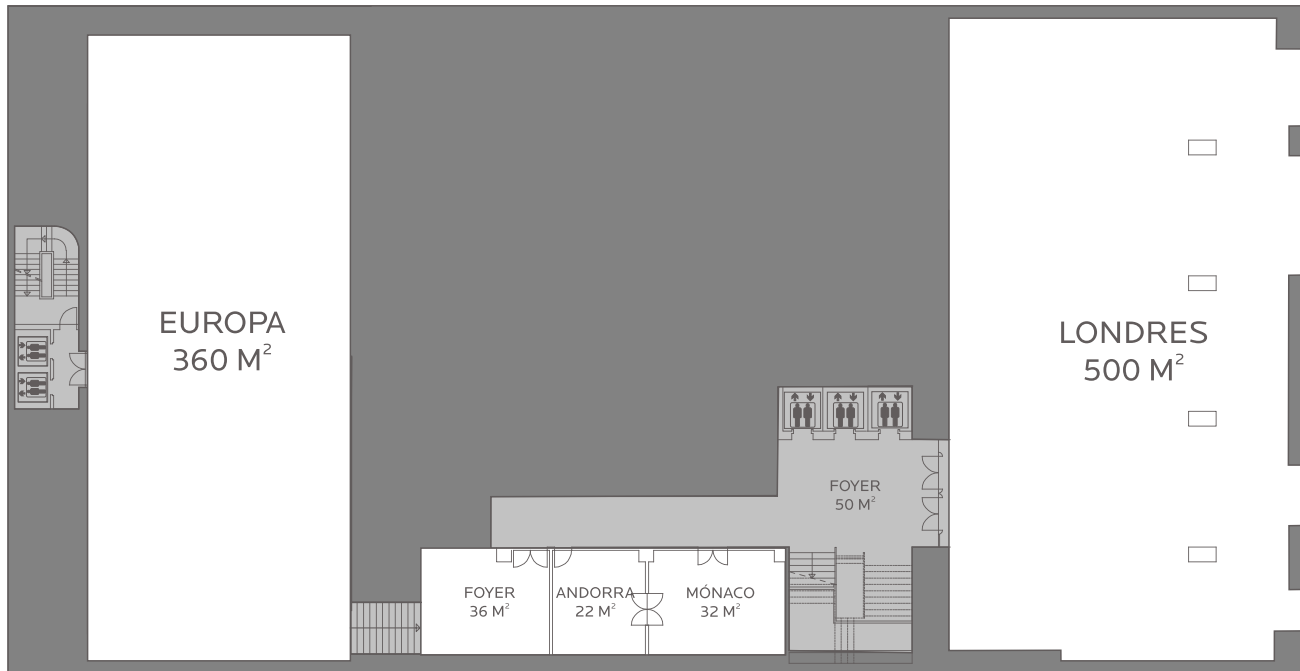 EUROPA
360 M²
LONDRES
500 M²
FOYER
50 M²
FOYER
36 M²
ANDORRA
22 M²
MÓNACO
32 M²